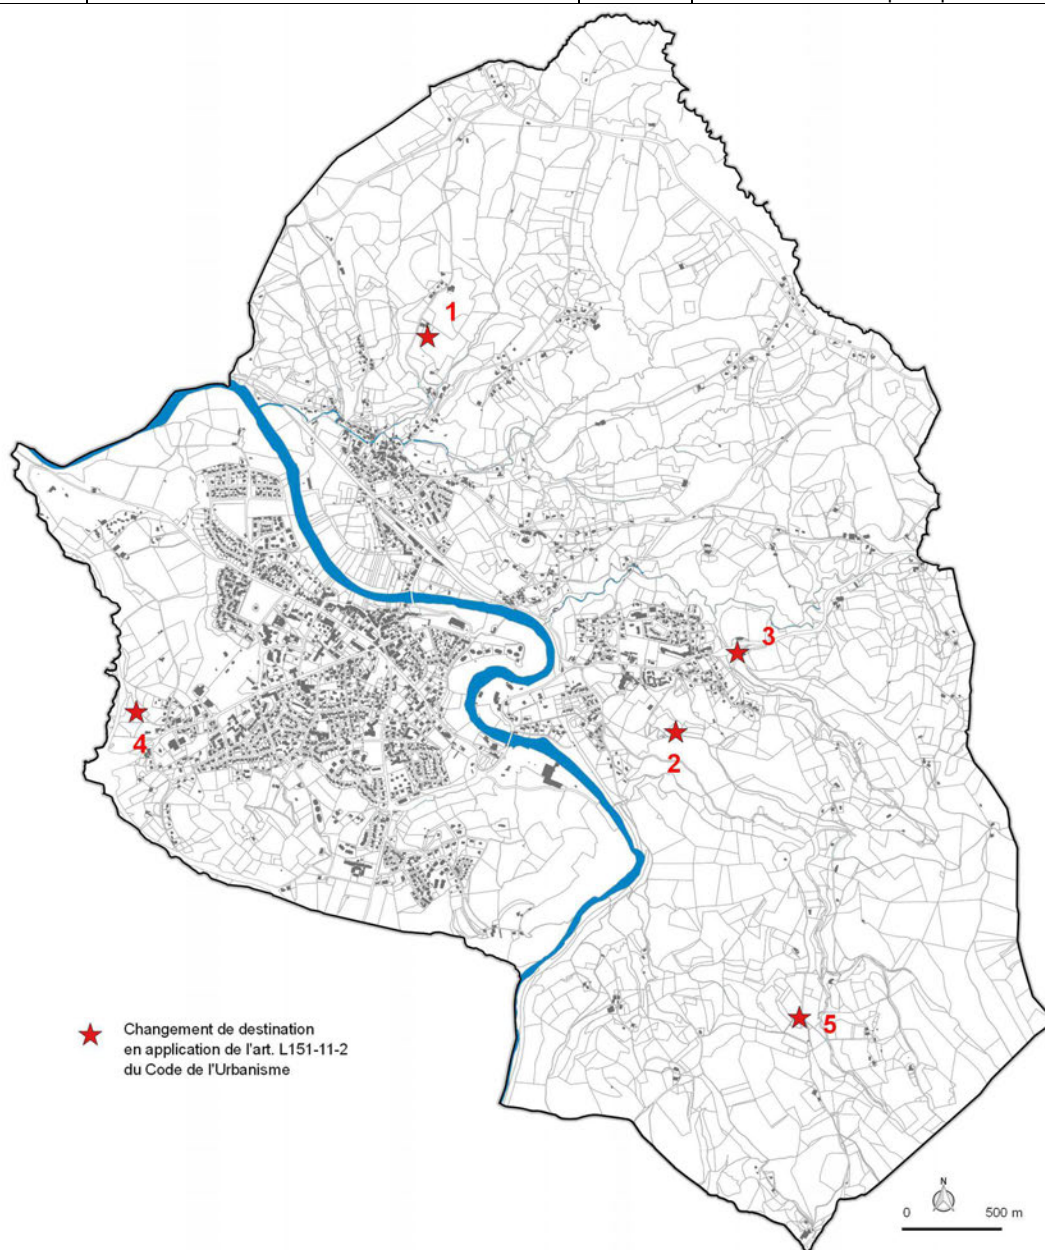 1
3
4
2
5
Changement de destination
en application de l'art. L151-11-2
du Code de l'Urbanisme
N
0 500 m